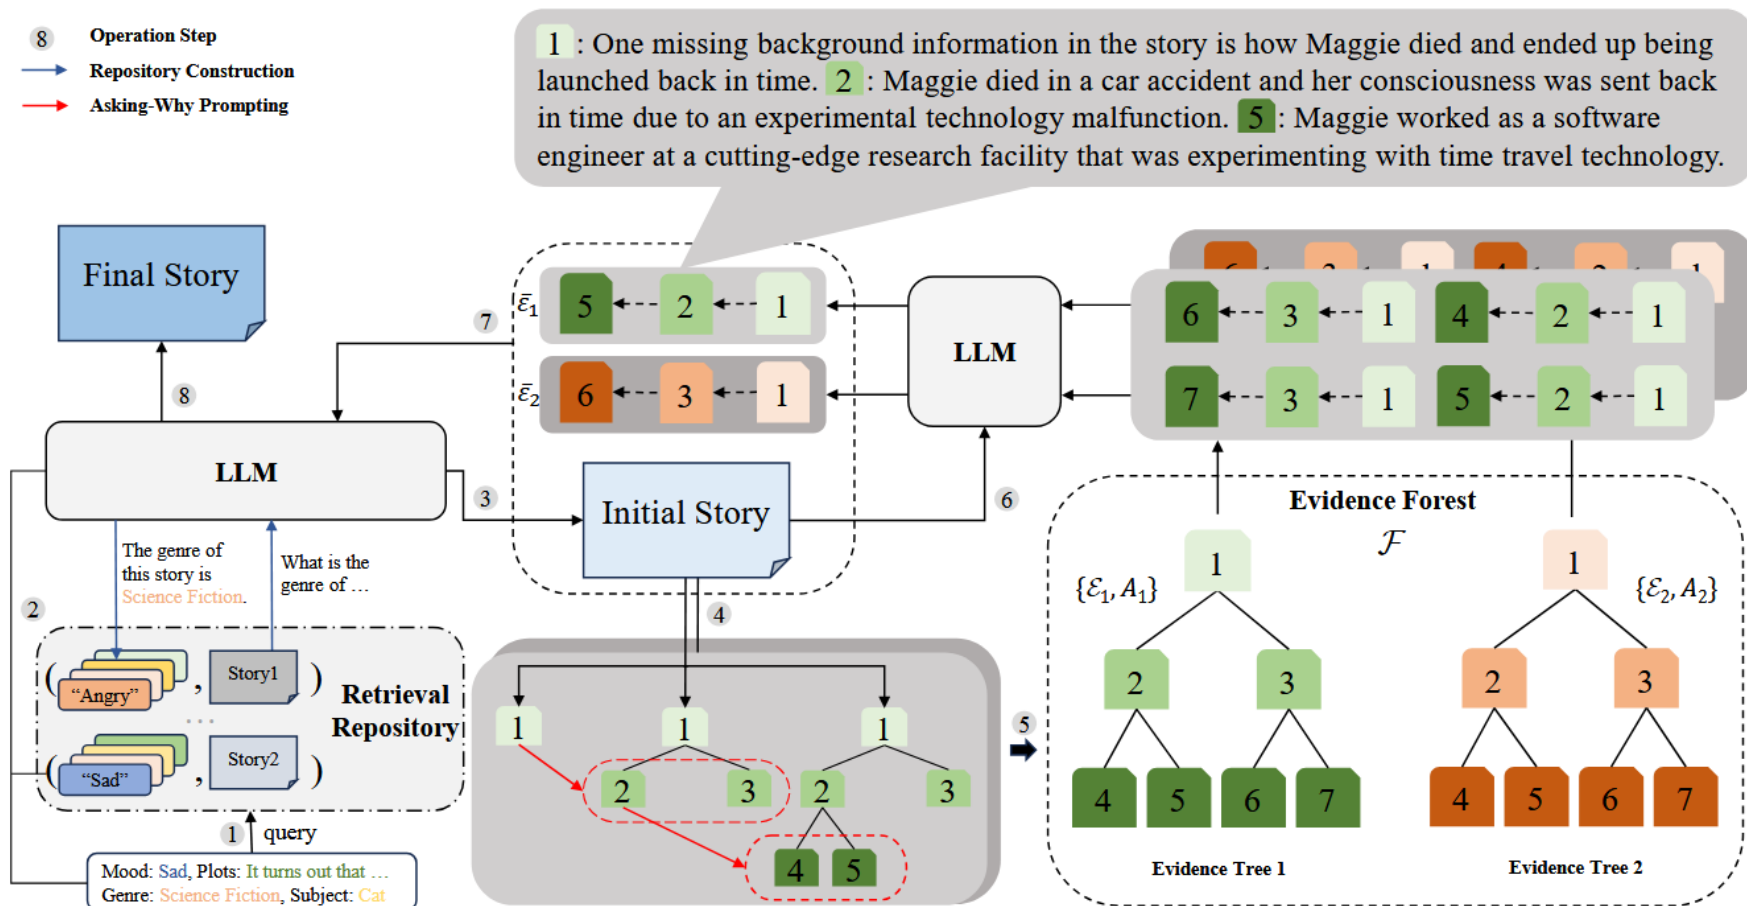 8 Operation Step
Repository Construction
Asking-Why Prompting
1 : One missing background information in the story is how Maggie died and ended up being
launched back in time. 2 : Maggie died in a car accident and her consciousness was sent back
in time due to an experimental technology malfunction. 5 : Maggie worked as a software
engineer at a cutting-edge research facility that was experimenting with time travel technology.
Final Story
8
7
LLM
3
ℰ̄₁ 5 2 1
ℰ̄₂ 6 3 1
Initial Story
LLM
6
6 3 1 4 2 1
6 3 1 4 2 1
7 3 1 5 2 1
The genre of
this story is
Science Fiction.
What is the
genre of ...
2
( "Angry" , Story1 )
...
( "Sad" , Story2 )
Retrieval
Repository
1 query
Mood: Sad, Plots: It turns out that ...
Genre: Science Fiction, Subject: Cat
4
1 1 1
2 3 2 3
4 5
5
Evidence Forest
ℱ
{ℰ₁, A₁} 1
2 3
4 5 6 7
Evidence Tree 1
1 {ℰ₂, A₂}
2 3
4 5 6 7
Evidence Tree 2